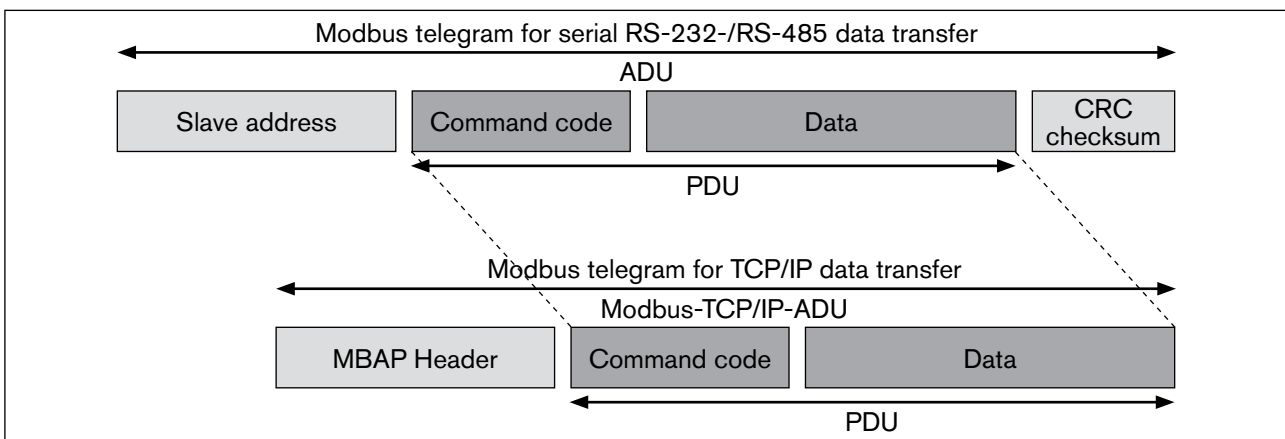 Modbus telegram for serial RS-232-/RS-485 data transfer
ADU
Slave address
Command code
Data
CRC
checksum
PDU
Modbus telegram for TCP/IP data transfer
Modbus-TCP/IP-ADU
MBAP Header
Command code
Data
PDU